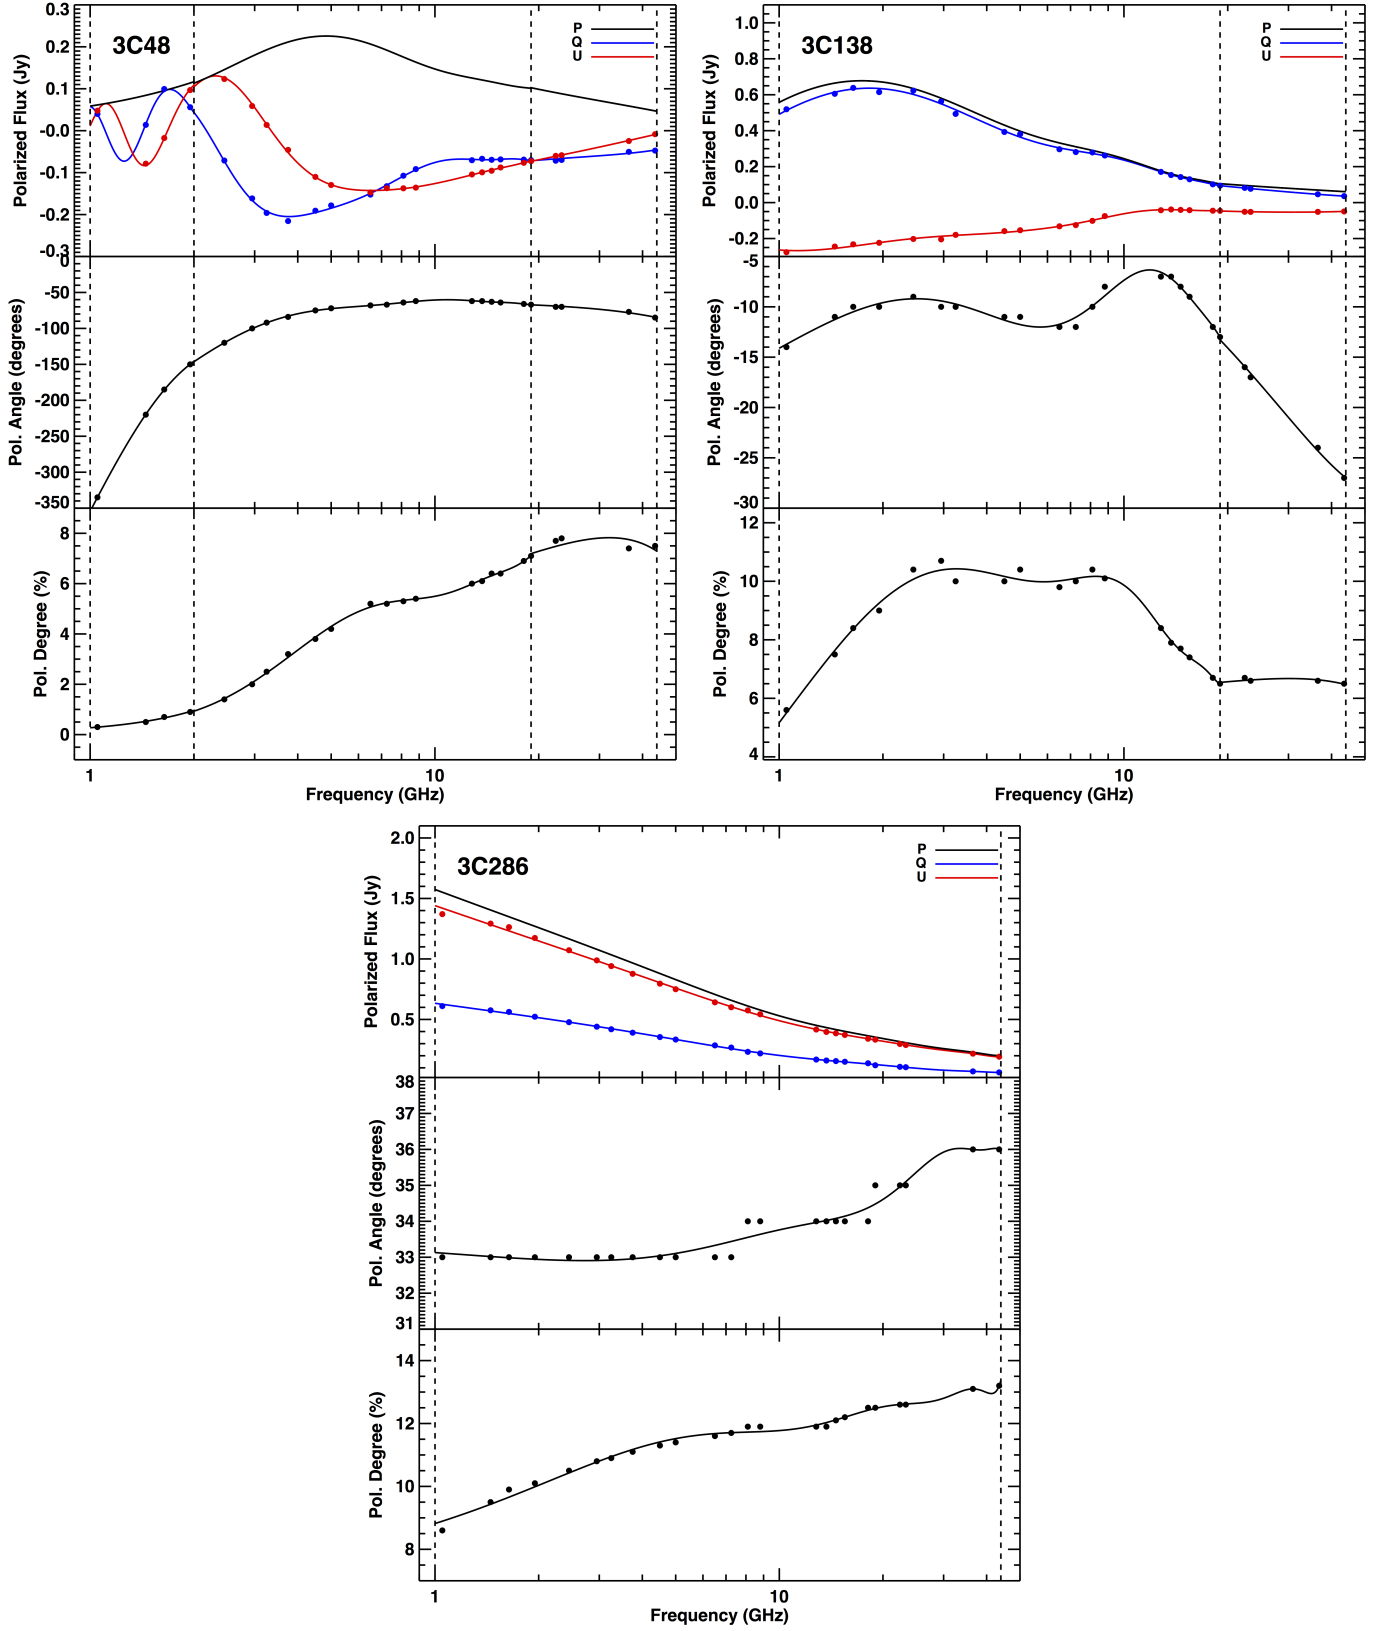 3C48
P
Q
U
Polarized Flux (Jy)
0.3
0.2
0.1
-0.0
-0.1
-0.2
-0.3
Pol. Angle (degrees)
0
-50
-100
-150
-200
-250
-300
-350
Pol. Degree (%)
8
6
4
2
0
1
10
Frequency (GHz)
3C138
P
Q
U
Polarized Flux (Jy)
1.0
0.8
0.6
0.4
0.2
0.0
-0.2
Pol. Angle (degrees)
-5
-10
-15
-20
-25
-30
Pol. Degree (%)
12
10
8
6
4
1
10
Frequency (GHz)
3C286
P
Q
U
Polarized Flux (Jy)
2.0
1.5
1.0
0.5
Pol. Angle (degrees)
38
37
36
35
34
33
32
31
Pol. Degree (%)
14
12
10
8
1
10
Frequency (GHz)